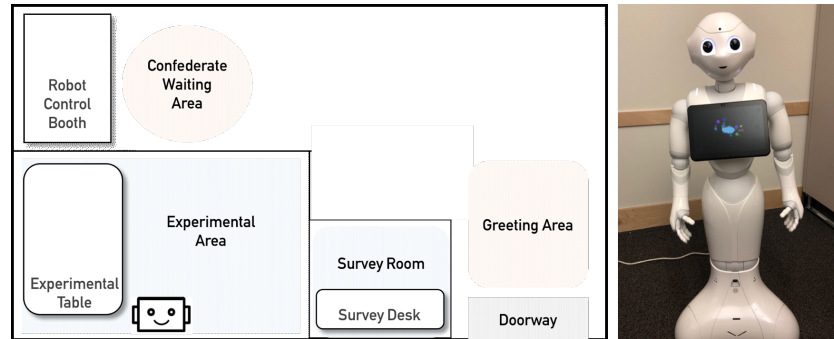 Robot
Control
Booth
Confederate
Waiting
Area
Experimental
Area
Experimental
Table
Survey Room
Survey Desk
Greeting Area
Doorway